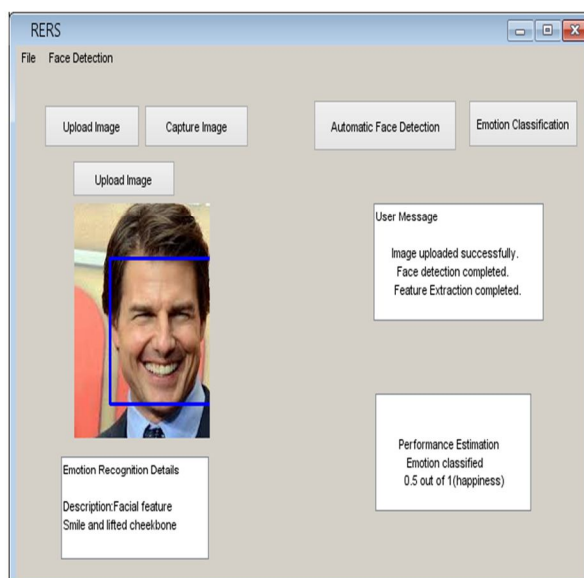 RERS
File Face Detection
Upload Image Capture Image Automatic Face Detection Emotion Classification
Upload Image
User Message
Image uploaded successfully.
Face detection completed.
Feature Extraction completed.
Performance Estimation
Emotion classified
0.5 out of 1(happiness)
Emotion Recognition Details
Description:Facial feature
Smile and lifted cheekbone